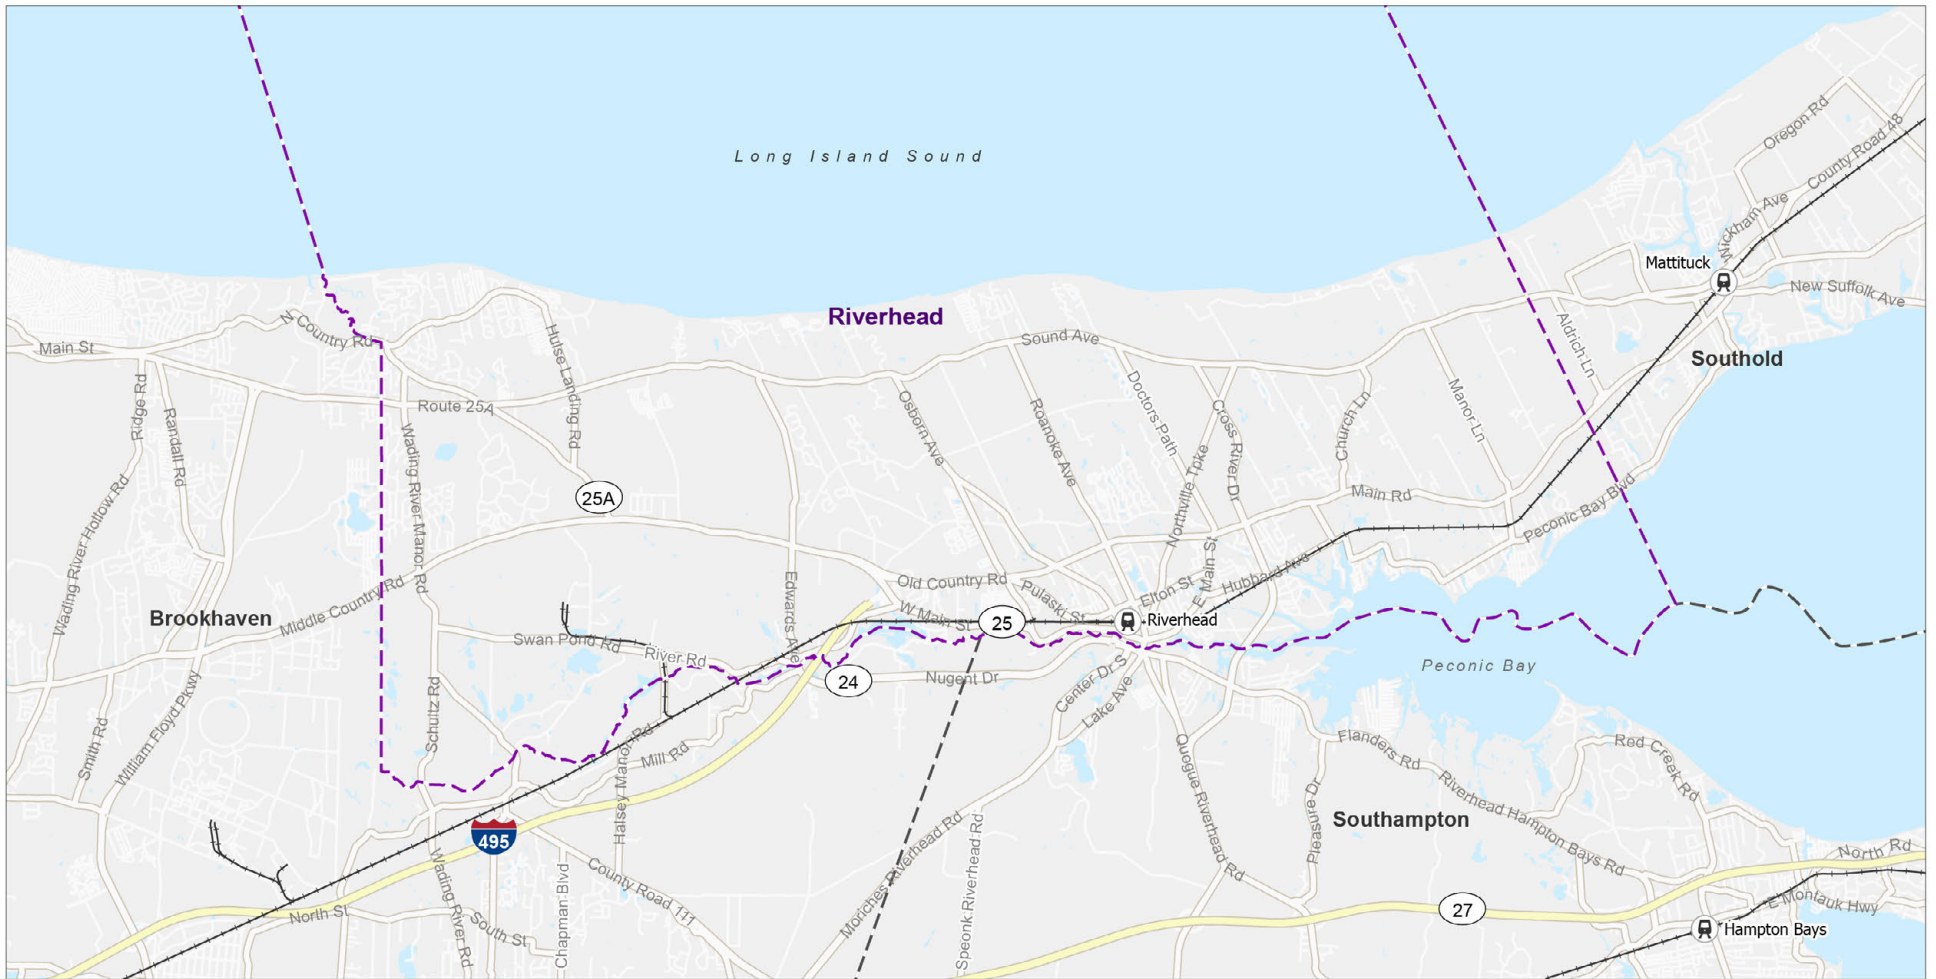 Long Island Sound
Oregon Rd
County Road 48
Wickham Ave
Mattituck
New Suffolk Ave
Riverhead
N Country Rd
Main St
Sound Ave
Aldrich Ln
Southold
Hulse Landing Rd
Ridge Rd
Randall Rd
Route 25A
Osborn Ave
Roanoke Ave
Doctors Path
Cross River Dr
Church Ln
Manor Ln
Wading River Manor Rd
25A
Main Rd
Northville Tpke
Peconic Bay Blvd
Wading River Hollow Rd
Middle Country Rd
Edwards Ave
Old Country Rd
Pulaski St
Elton St
E Main St
Hubbard Ave
Brookhaven
W Main St
25
Riverhead
Swan Pond Rd
River Rd
Peconic Bay
24
Nugent Dr
Center Dr S
Lake Ave
William Floyd Pkwy
Smith Rd
Schultz Rd
Halsey Manor Rd
Mill Rd
Quogue Riverhead Rd
Flanders Rd
Red Creek Rd
Pleasure Dr
Riverhead Hampton Bays Rd
Southampton
495
Moriches Riverhead Rd
Speonk Riverhead Rd
Wading River Rd
County Road 111
Chapman Blvd
North St
South St
27
North Rd
E Montauk Hwy
Hampton Bays